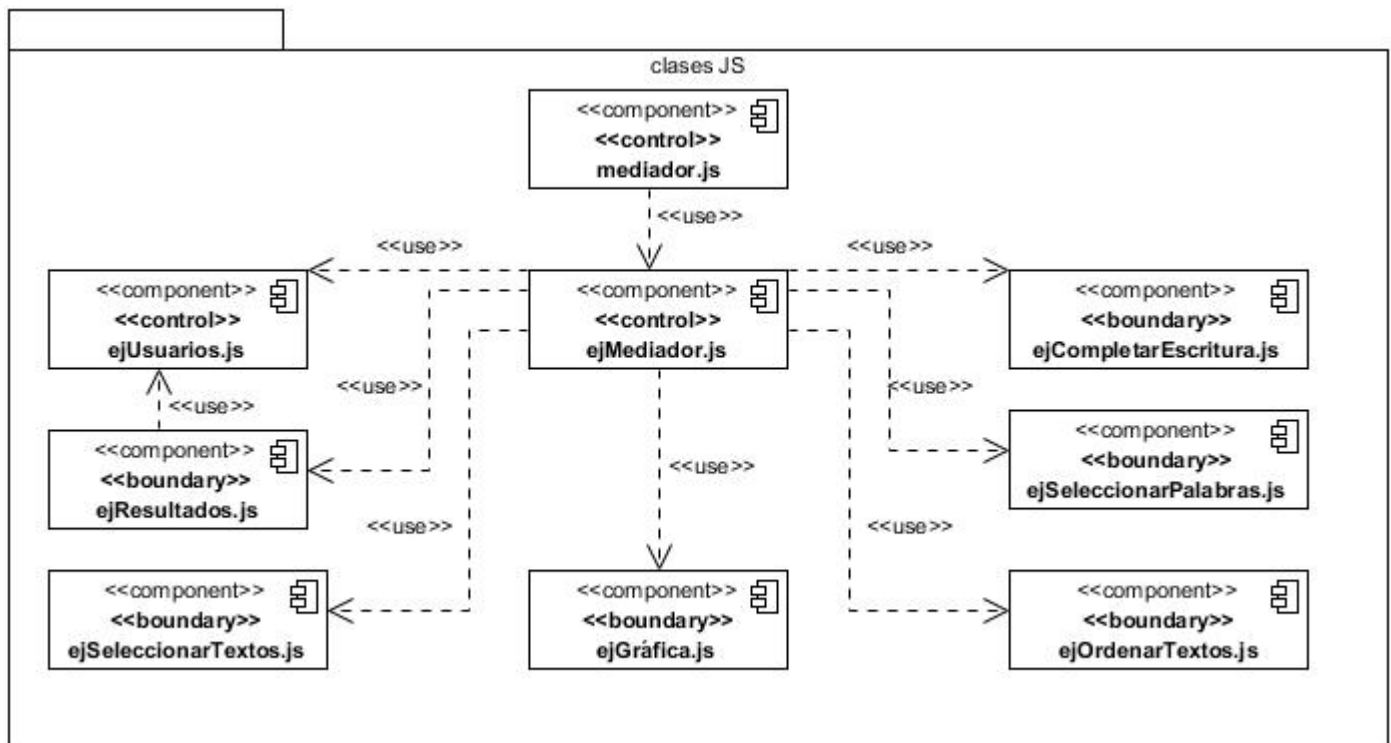 clases JS
<<component>>
<<control>>
mediador.js
<<use>>
<<use>>
<<use>>
<<component>>
<<control>>
ejUsuarios.js
<<component>>
<<control>>
ejMediador.js
<<component>>
<<boundary>>
ejCompletarEscritura.js
<<use>>
<<use>>
<<use>>
<<component>>
<<boundary>>
ejResultados.js
<<use>>
<<component>>
<<boundary>>
ejSeleccionarPalabras.js
<<use>>
<<use>>
<<component>>
<<boundary>>
ejSeleccionarTextos.js
<<component>>
<<boundary>>
ejGráfica.js
<<component>>
<<boundary>>
ejOrdenarTextos.js